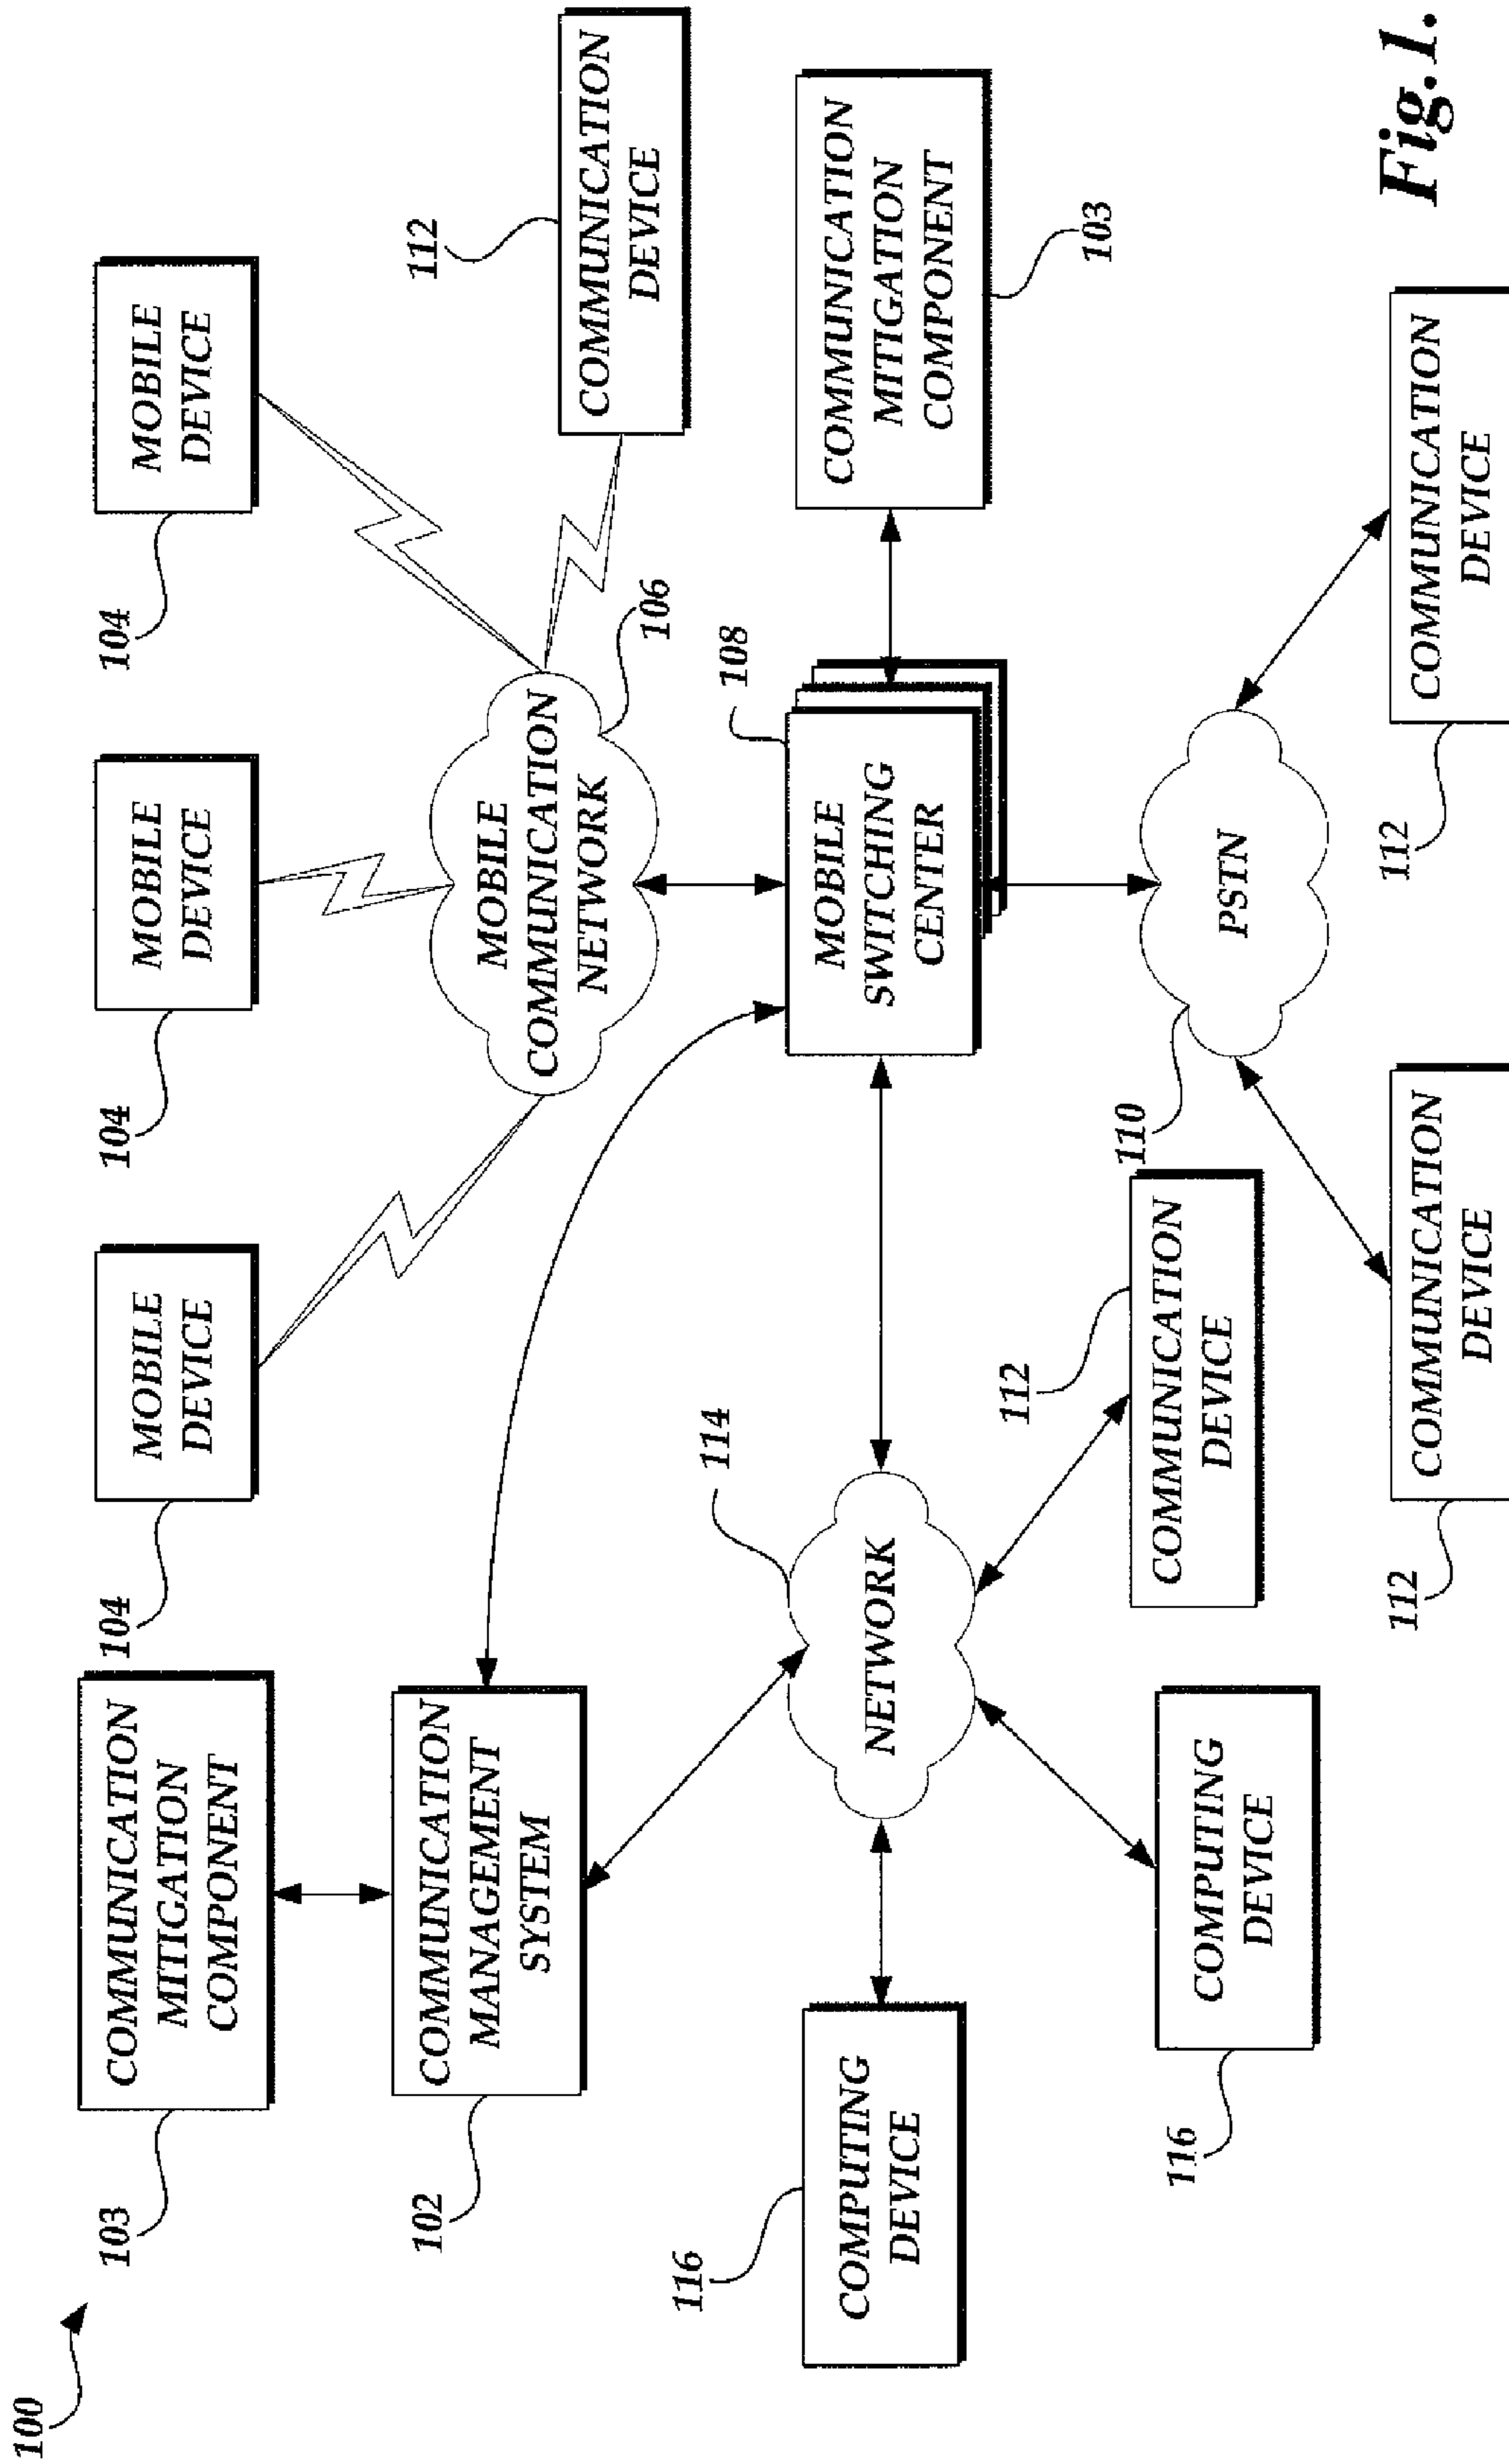 100
103
COMMUNICATION
MITIGATION
COMPONENT
104
MOBILE
DEVICE
104
MOBILE
DEVICE
104
MOBILE
DEVICE
102
COMMUNICATION
MANAGEMENT
SYSTEM
MOBILE
COMMUNICATION
NETWORK
106
112
COMMUNICATION
DEVICE
116
COMPUTING
DEVICE
114
NETWORK
108
MOBILE
SWITCHING
CENTER
COMMUNICATION
MITIGATION
COMPONENT
103
116
COMPUTING
DEVICE
112
COMMUNICATION
DEVICE
110
PSTN
112
COMMUNICATION
DEVICE
112
COMMUNICATION
DEVICE
Fig.1.